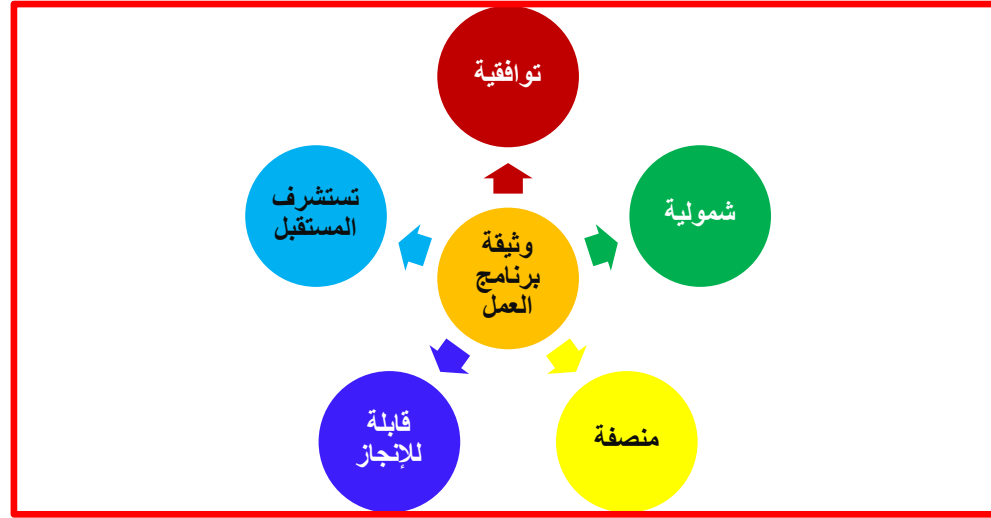 توافقية
شمولية
تستشرف
المستقبل
وثيقة
برنامج
العمل
منصفة
قابلة
للإنجاز